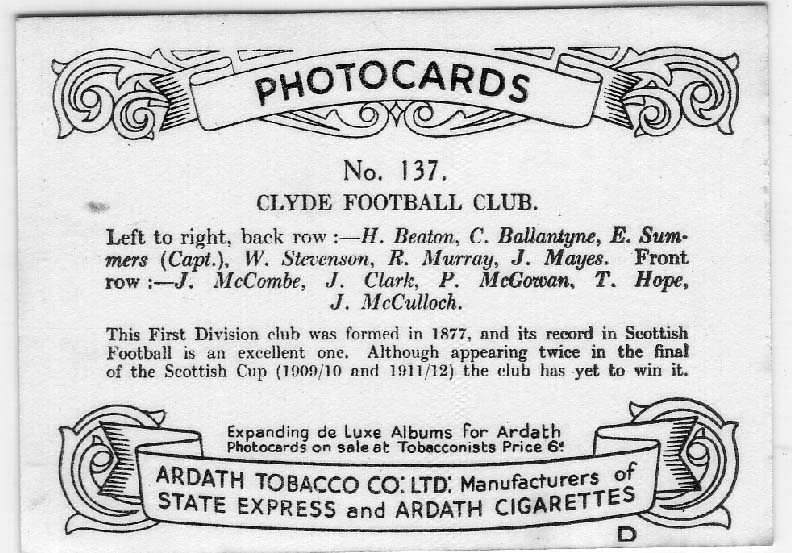 PHOTOCARDS
No. 137.
CLYDE FOOTBALL CLUB.
Left to right, back row :—H. Beaton, C. Ballantyne, E. Sum-
mers (Capt.), W. Stevenson, R. Murray, J. Mayes. Front
row :—J. McCombe, J. Clark, P. McGowan, T. Hope,
J. McCulloch.
This First Division club was formed in 1877, and its record in Scottish
Football is an excellent one. Although appearing twice in the final
of the Scottish Cup (1909/10 and 1911/12) the club has yet to win it.
Expanding de Luxe Albums for Ardath
Photocards on sale at Tobacconists Price 6d
ARDATH TOBACCO CO: LTD: Manufacturers of
STATE EXPRESS and ARDATH CIGARETTES
D